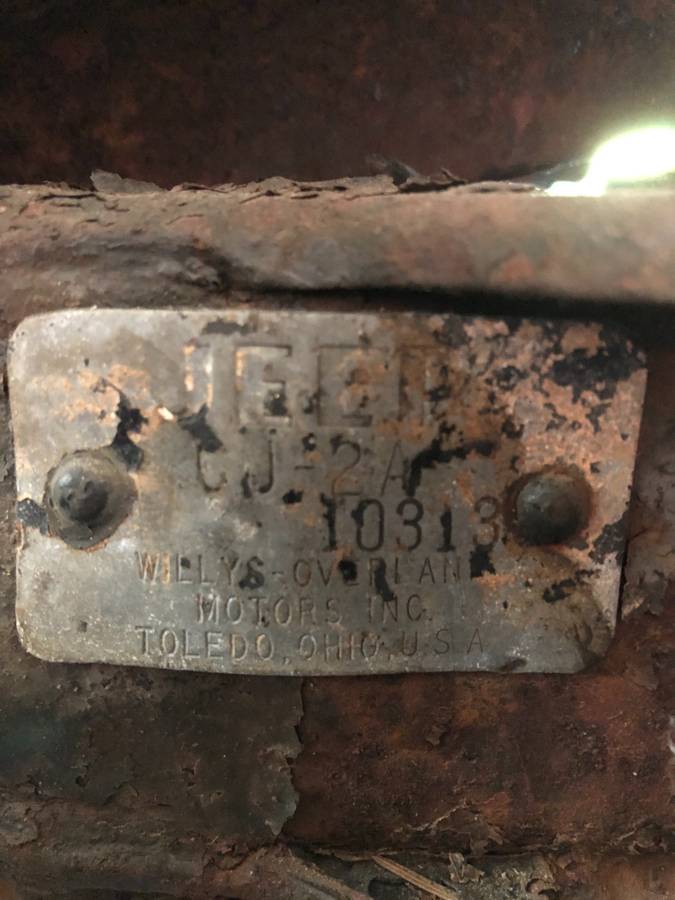 JEEP
CJ-2A
10313
WILLYS-OVERLAND
MOTORS INC.
TOLEDO, OHIO, U.S.A